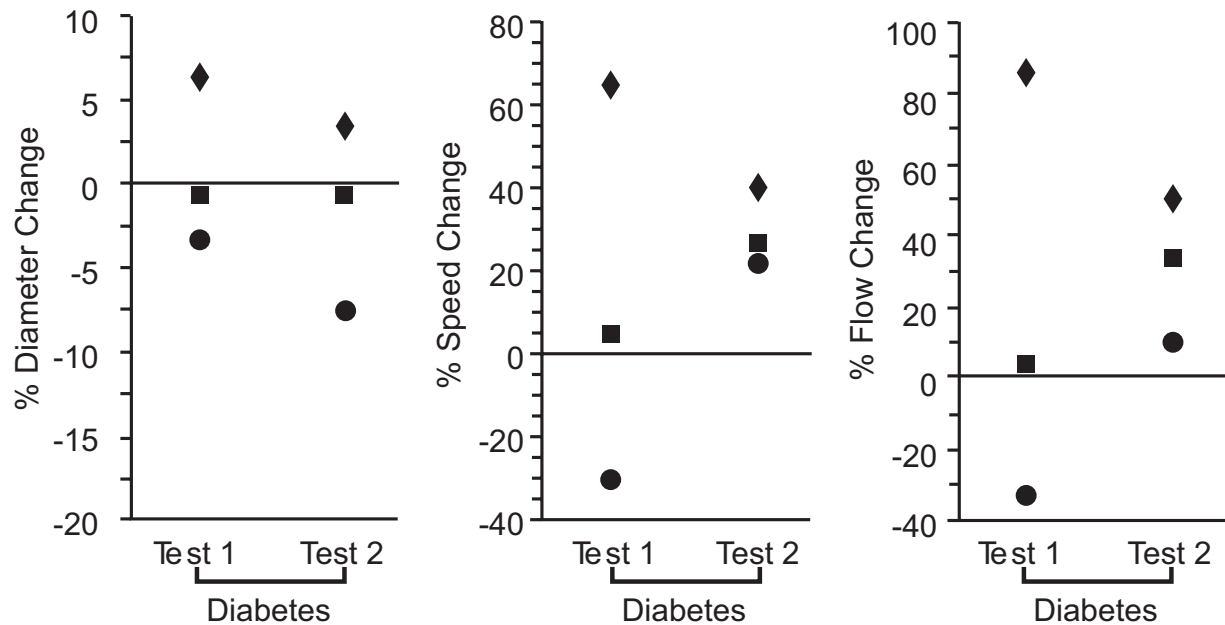 % Diameter Change
10
5
0
-5
-10
-15
-20
Test 1 Test 2
Diabetes
% Speed Change
80
60
40
20
0
-20
-40
Test 1 Test 2
Diabetes
% Flow Change
100
80
60
40
20
0
-20
-40
Test 1 Test 2
Diabetes